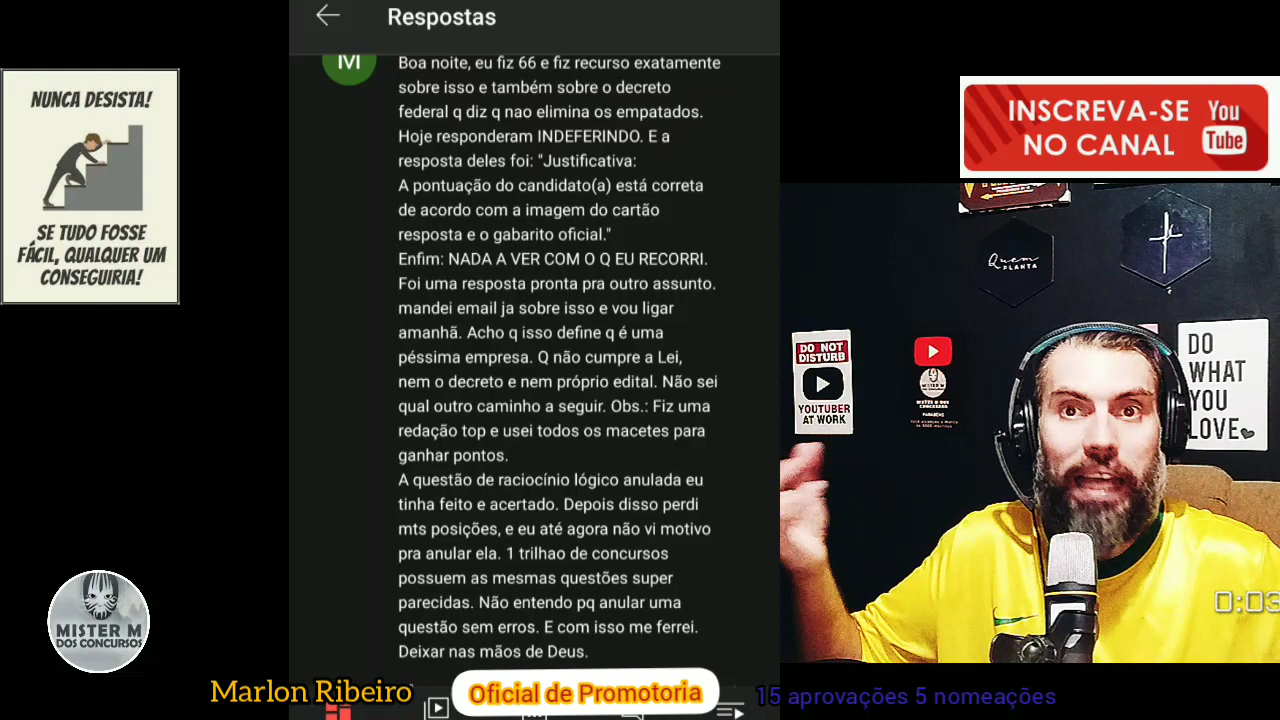 Respostas
M
Boa noite, eu fiz 66 e fiz recurso exatamente
sobre isso e também sobre o decreto
federal q diz q nao elimina os empatados.
Hoje responderam INDEFERINDO. E a
resposta deles foi: "Justificativa:
A pontuação do candidato(a) está correta
de acordo com a imagem do cartão
resposta e o gabarito oficial."
Enfim: NADA A VER COM O Q EU RECORRI.
Foi uma resposta pronta pra outro assunto.
mandei email ja sobre isso e vou ligar
amanhã. Acho q isso define q é uma
péssima empresa. Q não cumpre a Lei,
nem o decreto e nem próprio edital. Não sei
qual outro caminho a seguir. Obs.: Fiz uma
redação top e usei todos os macetes para
ganhar pontos.
A questão de raciocínio lógico anulada eu
tinha feito e acertado. Depois disso perdi
mts posições, e eu até agora não vi motivo
pra anular ela. 1 trilhao de concursos
possuem as mesmas questões super
parecidas. Não entendo pq anular uma
questão sem erros. E com isso me ferrei.
Deixar nas mãos de Deus.
NUNCA DESISTA!
SE TUDO FOSSE
FÁCIL, QUALQUER UM
CONSEGUIRIA!
MISTER M
DOS CONCURSOS
INSCREVA-SE
NO CANAL
You
Tube
Quem
PLANTA
DO NOT
DISTURB
YOUTUBER
AT WORK
MISTER M
DOS CONCURSOS
PARABÉNS
DO
WHAT
YOU
LOVE
0:03
Marlon Ribeiro
Oficial de Promotoria
15 aprovações 5 nomeações